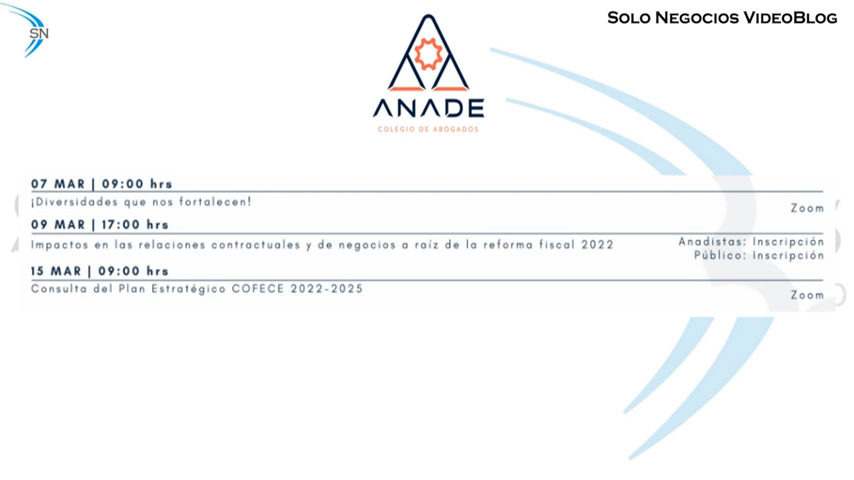 SN
SOLO NEGOCIOS VIDEOBLOG
ANADE
COLEGIO DE ABOGADOS
07 MAR | 09:00 hrs
¡Diversidades que nos fortalecen!
Zoom
09 MAR | 17:00 hrs
Impactos en las relaciones contractuales y de negocios a raíz de la reforma fiscal 2022
Anadistas: Inscripción
Público: Inscripción
15 MAR | 09:00 hrs
Consulta del Plan Estratégico COFECE 2022-2025
Zoom